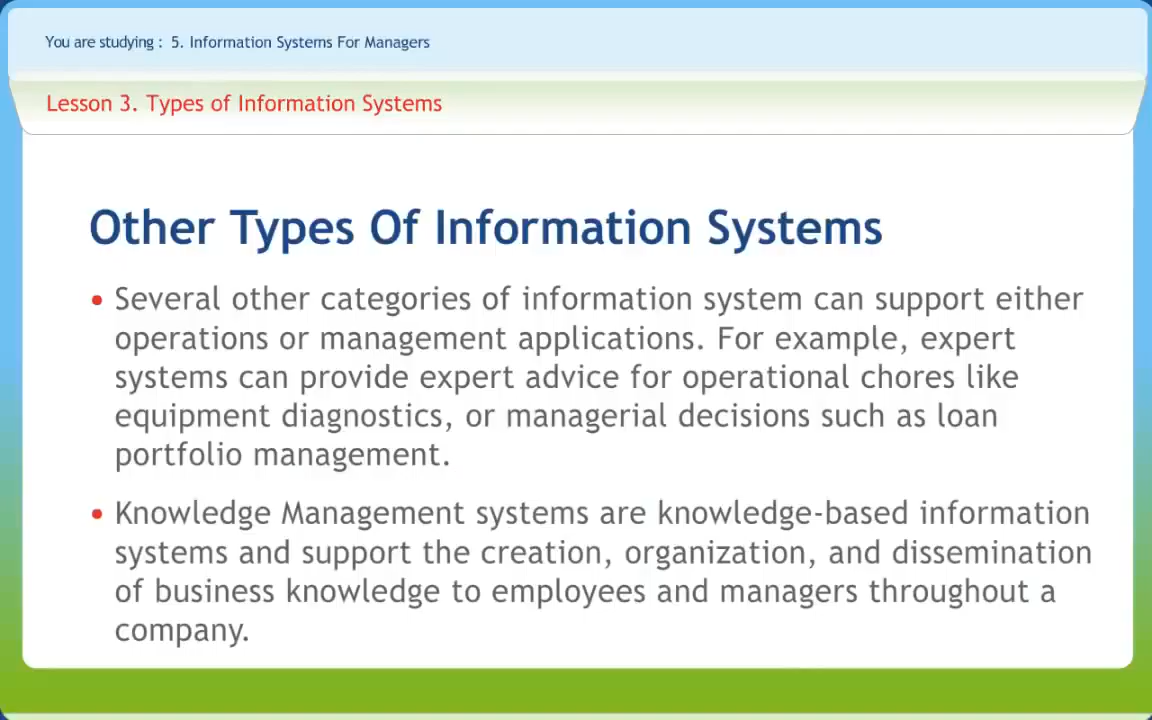 You are studying : 5. Information Systems For Managers
Lesson 3. Types of Information Systems
Other Types Of Information Systems
• Several other categories of information system can support either
operations or management applications. For example, expert
systems can provide expert advice for operational chores like
equipment diagnostics, or managerial decisions such as loan
portfolio management.
• Knowledge Management systems are knowledge-based information
systems and support the creation, organization, and dissemination
of business knowledge to employees and managers throughout a
company.